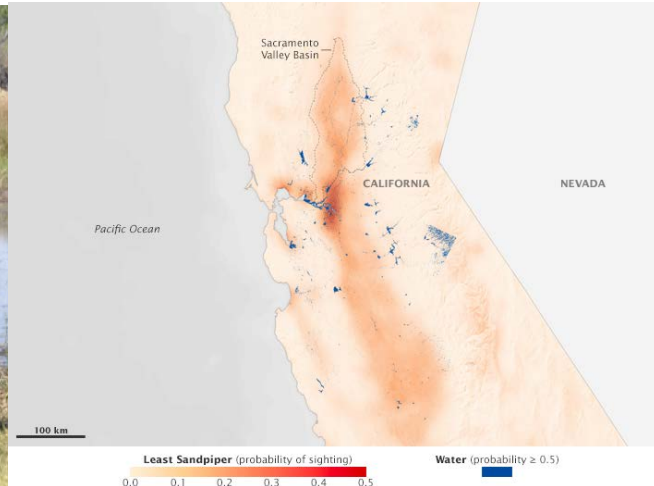 Sacramento
Valley Basin
CALIFORNIA
NEVADA
Pacific Ocean
100 km
Least Sandpiper (probability of sighting)
0.0 0.1 0.2 0.3 0.4 0.5
Water (probability ≥ 0.5)